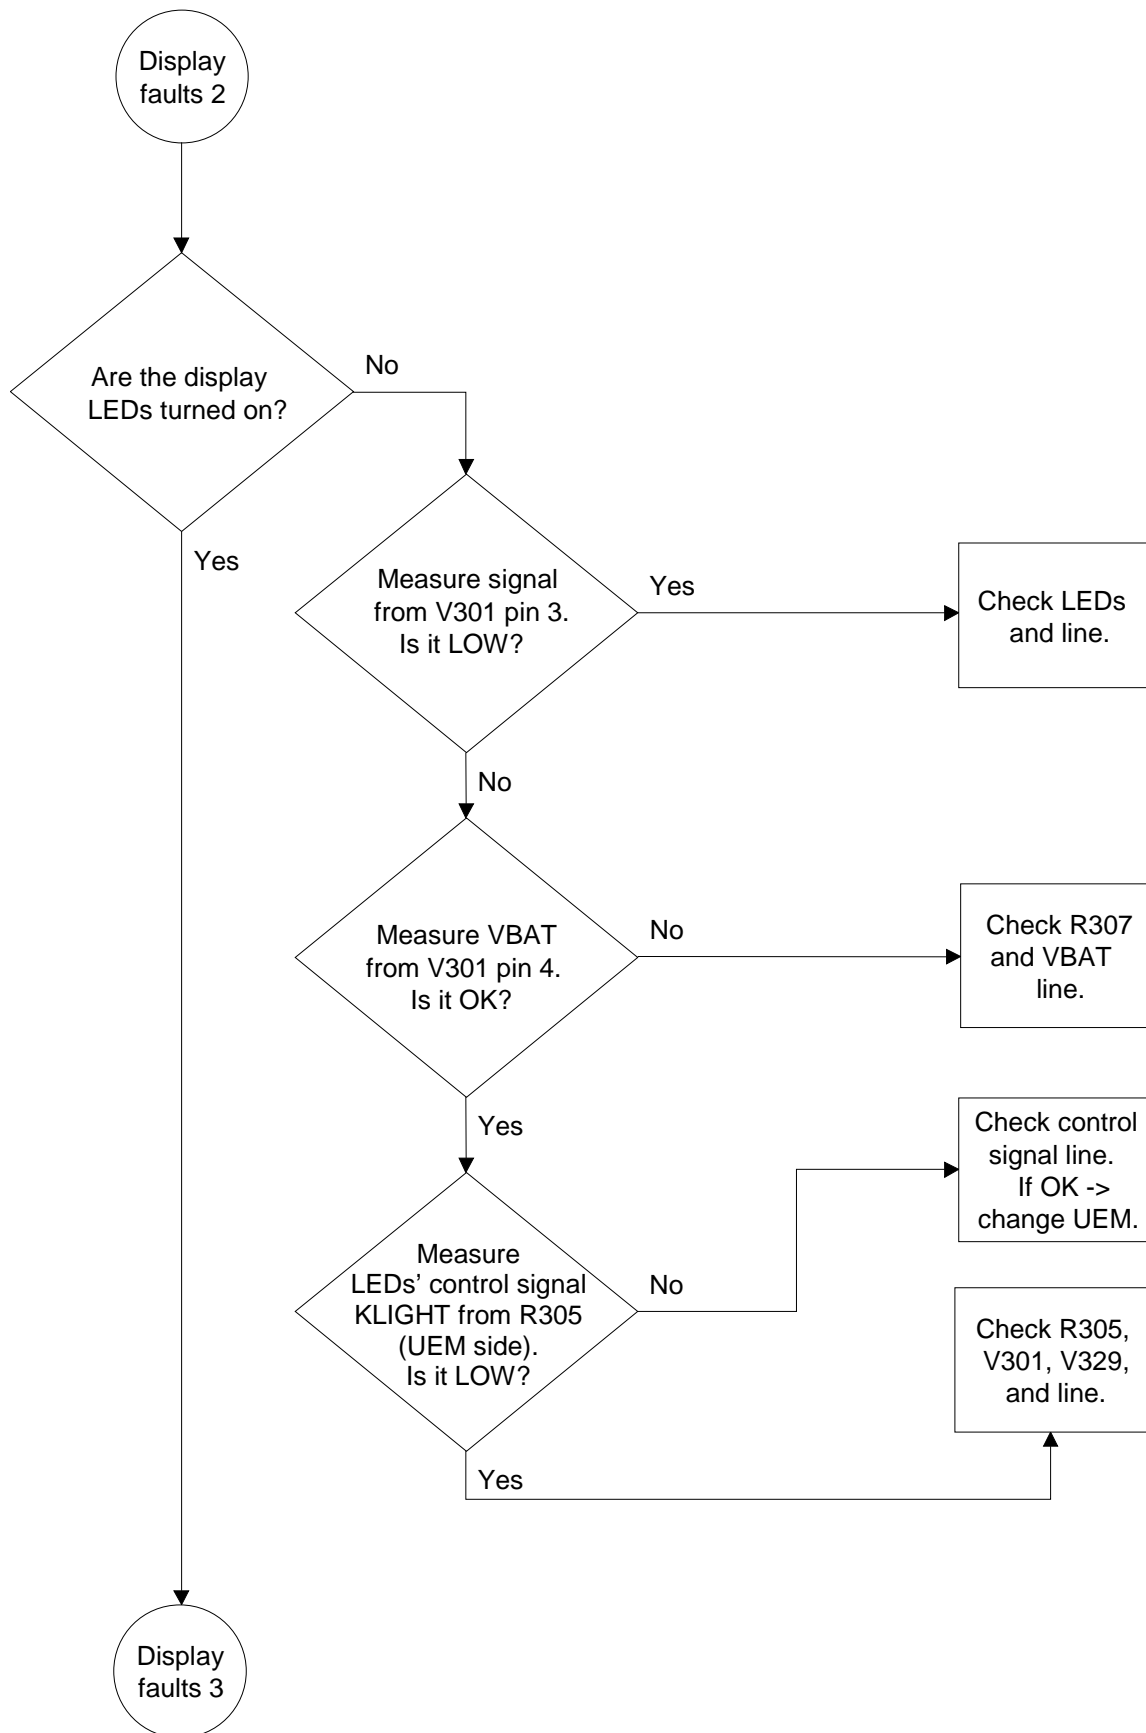 Display
faults 2
Are the display
LEDs turned on?
No
Yes
Measure signal
from V301 pin 3.
Is it LOW?
Yes
Check LEDs
and line.
No
Measure VBAT
from V301 pin 4.
Is it OK?
No
Check R307
and VBAT
line.
Yes
Measure
LEDs’ control signal
KLIGHT from R305
(UEM side).
Is it LOW?
No
Check control
signal line.
If OK ->
change UEM.
Yes
Check R305,
V301, V329,
and line.
Display
faults 3